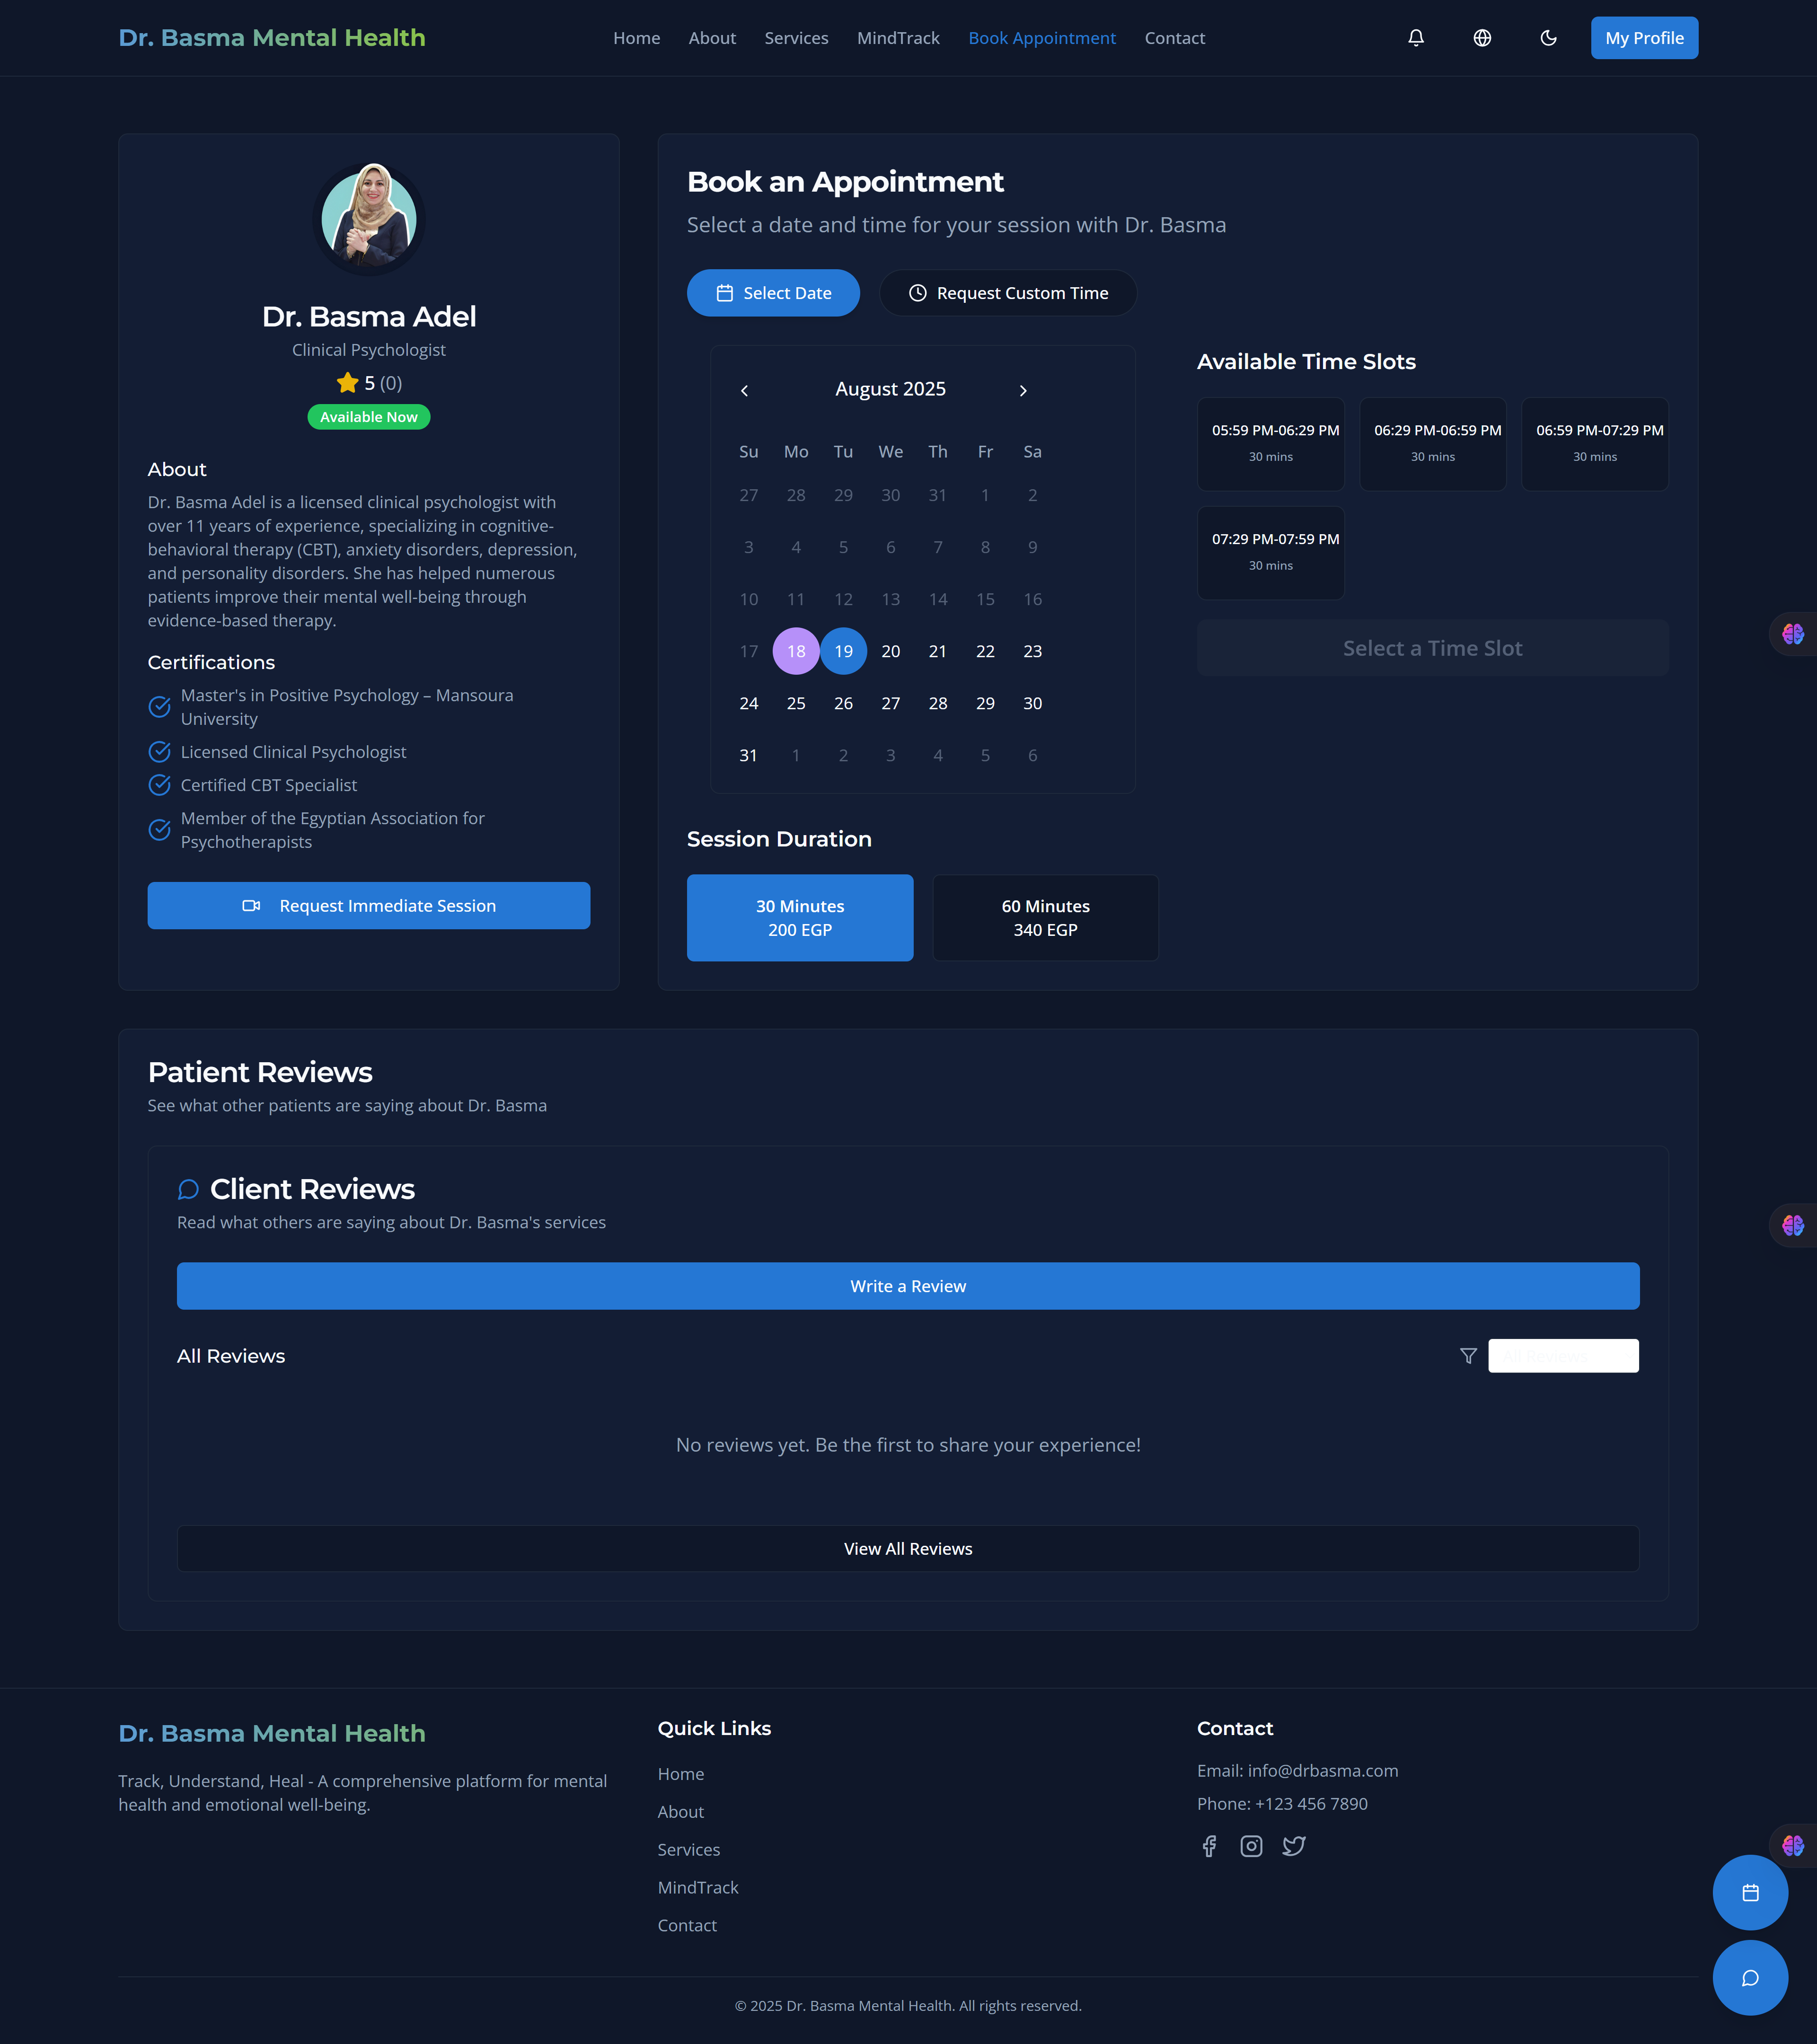 Dr. Basma Mental Health
Home
About
Services
MindTrack
Book Appointment
Contact
My Profile
Dr. Basma Adel
Clinical Psychologist
5 (0)
Available Now
About
Dr. Basma Adel is a licensed clinical psychologist with
over 11 years of experience, specializing in cognitive-
behavioral therapy (CBT), anxiety disorders, depression,
and personality disorders. She has helped numerous
patients improve their mental well-being through
evidence-based therapy.
Certifications
Master's in Positive Psychology – Mansoura
University
Licensed Clinical Psychologist
Certified CBT Specialist
Member of the Egyptian Association for
Psychotherapists
Request Immediate Session
Book an Appointment
Select a date and time for your session with Dr. Basma
Select Date
Request Custom Time
August 2025
Su Mo Tu We Th Fr Sa
27 28 29 30 31 1 2
3 4 5 6 7 8 9
10 11 12 13 14 15 16
17 18 19 20 21 22 23
24 25 26 27 28 29 30
31 1 2 3 4 5 6
Available Time Slots
05:59 PM-06:29 PM
30 mins
06:29 PM-06:59 PM
30 mins
06:59 PM-07:29 PM
30 mins
07:29 PM-07:59 PM
30 mins
Select a Time Slot
Session Duration
30 Minutes
200 EGP
60 Minutes
340 EGP
Patient Reviews
See what other patients are saying about Dr. Basma
Client Reviews
Read what others are saying about Dr. Basma's services
Write a Review
All Reviews
All Reviews
No reviews yet. Be the first to share your experience!
View All Reviews
Dr. Basma Mental Health
Track, Understand, Heal - A comprehensive platform for mental
health and emotional well-being.
Quick Links
Home
About
Services
MindTrack
Contact
Contact
Email: info@drbasma.com
Phone: +123 456 7890
© 2025 Dr. Basma Mental Health. All rights reserved.